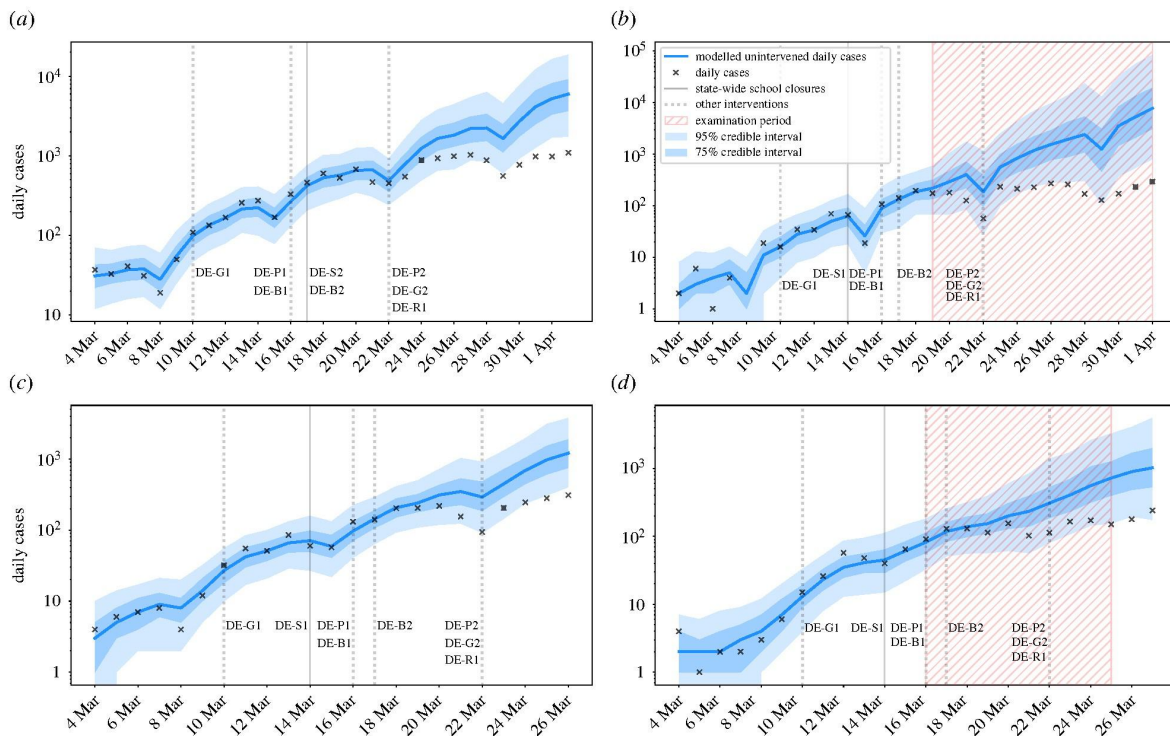 (a)
daily cases
10⁴
10³
10²
10
DE-G1
DE-P1
DE-B1
DE-S2
DE-B2
DE-P2
DE-G2
DE-R1
4 Mar
6 Mar
8 Mar
10 Mar
12 Mar
14 Mar
16 Mar
18 Mar
20 Mar
22 Mar
24 Mar
26 Mar
28 Mar
30 Mar
1 Apr
(b)
10⁵
10⁴
10³
10²
10
1
modelled unintervened daily cases
daily cases
state-wide school closures
other interventions
examination period
95% credible interval
75% credible interval
DE-G1
DE-S1
DE-P1
DE-B1
DE-B2
DE-P2
DE-G2
DE-R1
4 Mar
6 Mar
8 Mar
10 Mar
12 Mar
14 Mar
16 Mar
18 Mar
20 Mar
22 Mar
24 Mar
26 Mar
28 Mar
30 Mar
1 Apr
(c)
daily cases
10³
10²
10
1
DE-G1
DE-S1
DE-P1
DE-B1
DE-B2
DE-P2
DE-G2
DE-R1
4 Mar
6 Mar
8 Mar
10 Mar
12 Mar
14 Mar
16 Mar
18 Mar
20 Mar
22 Mar
24 Mar
26 Mar
(d)
10³
10²
10
1
DE-G1
DE-S1
DE-P1
DE-B1
DE-B2
DE-P2
DE-G2
DE-R1
4 Mar
6 Mar
8 Mar
10 Mar
12 Mar
14 Mar
16 Mar
18 Mar
20 Mar
22 Mar
24 Mar
26 Mar